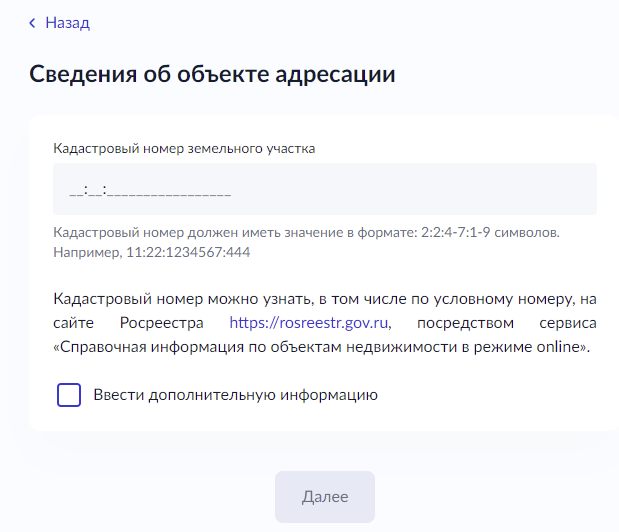 Назад
Сведения об объекте адресации
Кадастровый номер земельного участка
__:__:_________________
Кадастровый номер должен иметь значение в формате: 2:2:4-7:1-9 символов.
Например, 11:22:1234567:444
Кадастровый номер можно узнать, в том числе по условному номеру, на
сайте Росреестра https://rosreestr.gov.ru, посредством сервиса
«Справочная информация по объектам недвижимости в режиме online».
Ввести дополнительную информацию
Далее